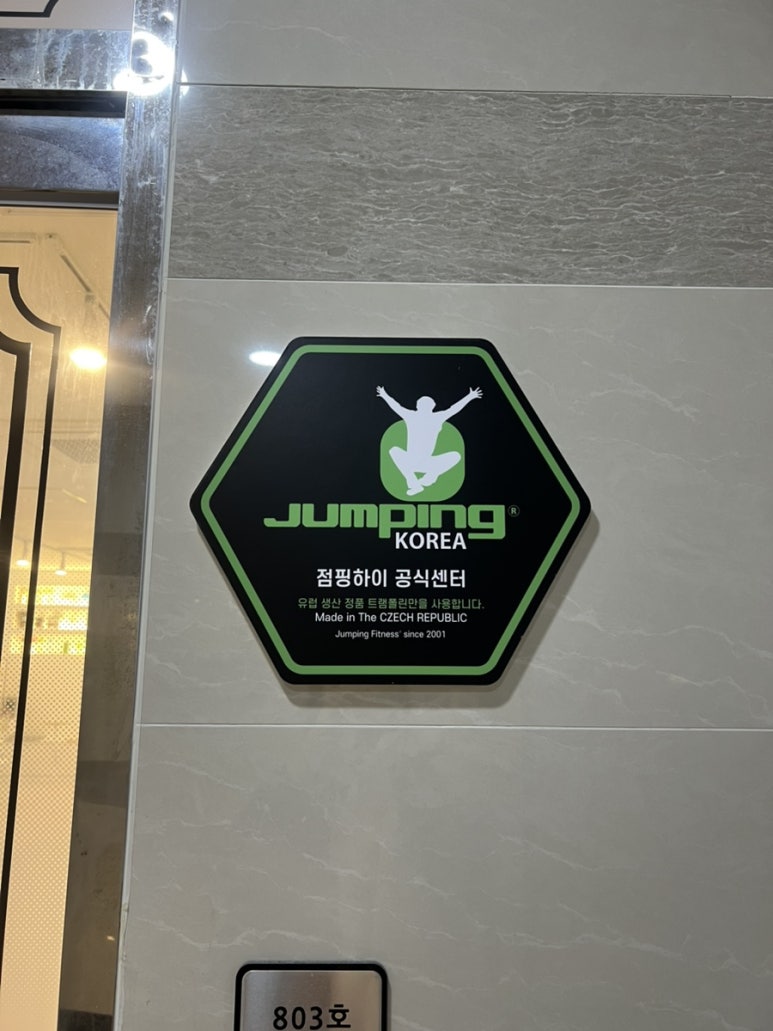 Jumping®
KOREA
점핑하이 공식센터
유럽 생산 정품 트램폴린만을 사용합니다.
Made in The CZECH REPUBLIC
Jumping Fitness® since 2001
803호